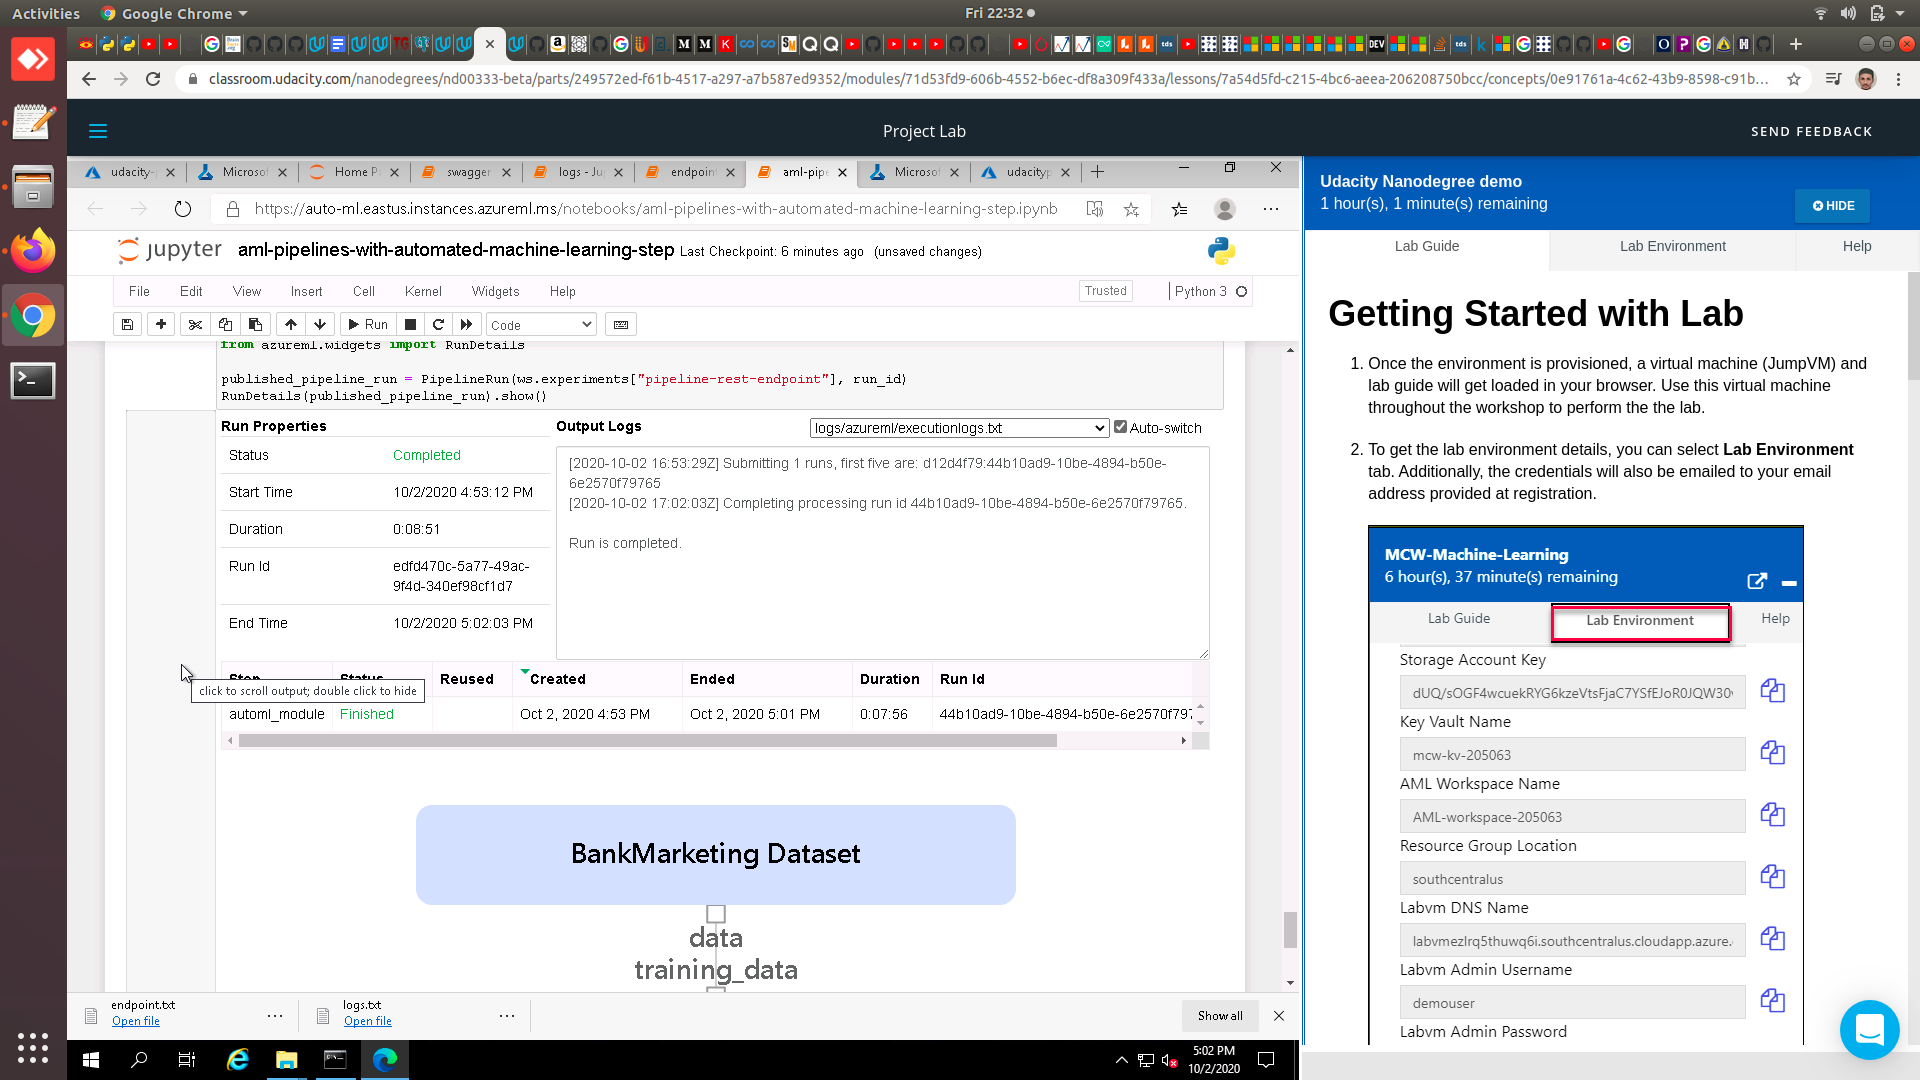 Activities
Google Chrome
Fri 22:32
classroom.udacity.com/nanodegrees/nd00333-beta/parts/249572ed-f61b-4517-a297-a7b587ed9352/modules/71d53fd9-606b-4552-b6ec-df8a309f433a/lessons/7a54d5fd-c215-4bc6-aeea-206208750bcc/concepts/0e91761a-4c62-43b9-8598-c91b...
Project Lab
SEND FEEDBACK
udacity-
Microsof
Home P
swagger
logs - Ju
endpoin
aml-pipe
Microsof
udacityp
https://auto-ml.eastus.instances.azureml.ms/notebooks/aml-pipelines-with-automated-machine-learning-step.ipynb
jupyter aml-pipelines-with-automated-machine-learning-step Last Checkpoint: 6 minutes ago (unsaved changes)
File Edit View Insert Cell Kernel Widgets Help
Trusted
Python 3
Run
Code
from azureml.widgets import RunDetails
published_pipeline_run = PipelineRun(ws.experiments["pipeline-rest-endpoint"], run_id)
RunDetails(published_pipeline_run).show()
Run Properties
Status Completed
Start Time 10/2/2020 4:53:12 PM
Duration 0:08:51
Run Id edfd470c-5a77-49ac-
9f4d-340ef98cf1d7
End Time 10/2/2020 5:02:03 PM
Output Logs
logs/azureml/executionlogs.txt
Auto-switch
[2020-10-02 16:53:29Z] Submitting 1 runs, first five are: d12d4f79:44b10ad9-10be-4894-b50e-
6e2570f79765
[2020-10-02 17:02:03Z] Completing processing run id 44b10ad9-10be-4894-b50e-6e2570f79765.
Run is completed.
Step Status Reused Created Ended Duration Run Id
click to scroll output; double click to hide
automl_module Finished Oct 2, 2020 4:53 PM Oct 2, 2020 5:01 PM 0:07:56 44b10ad9-10be-4894-b50e-6e2570f797
BankMarketing Dataset
data
training_data
endpoint.txt
Open file
logs.txt
Open file
Show all
5:02 PM
10/2/2020
Udacity Nanodegree demo
1 hour(s), 1 minute(s) remaining
HIDE
Lab Guide
Lab Environment
Help
Getting Started with Lab
1. Once the environment is provisioned, a virtual machine (JumpVM) and
lab guide will get loaded in your browser. Use this virtual machine
throughout the workshop to perform the the lab.
2. To get the lab environment details, you can select Lab Environment
tab. Additionally, the credentials will also be emailed to your email
address provided at registration.
MCW-Machine-Learning
6 hour(s), 37 minute(s) remaining
Lab Guide
Lab Environment
Help
Storage Account Key
dUQ/sOGF4wcuekRYG6kzeVtsFjaC7YSfEJoR0JQW30
Key Vault Name
mcw-kv-205063
AML Workspace Name
AML-workspace-205063
Resource Group Location
southcentralus
Labvm DNS Name
labvmezlrq5thuwq6i.southcentralus.cloudapp.azure.
Labvm Admin Username
demouser
Labvm Admin Password